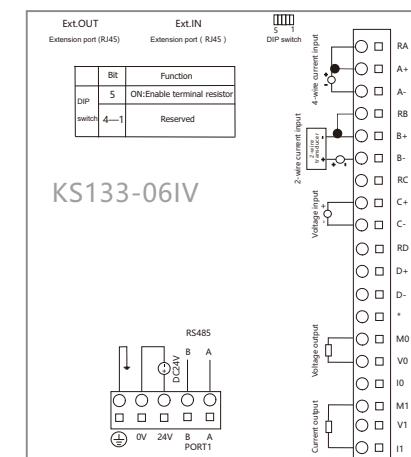 Ext.OUT
Extension port (RJ45)
Ext.IN
Extension port ( RJ45 )
5 1
DIP switch
Bit Function
DIP switch
5 ON:Enable terminal resistor
4—1 Reserved
KS133-06IV
4-wire current input
2-wire current input
2-wire transducer
Voltage input
Voltage output
Current output
+
-
-
+
+
-
+
-
RA
A+
A-
RB
B+
B-
RC
C+
C-
RD
D+
D-
*
M0
V0
I0
M1
V1
I1
RS485
B A
DC24V
0V 24V B A
PORT1